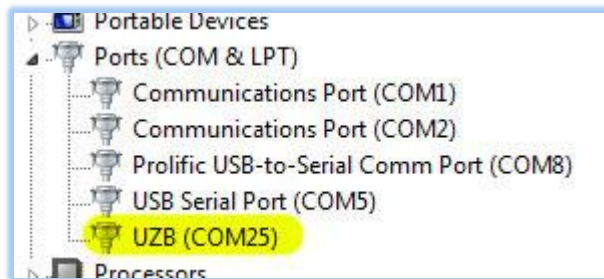 Portable Devices
Ports (COM & LPT)
Communications Port (COM1)
Communications Port (COM2)
Prolific USB-to-Serial Comm Port (COM8)
USB Serial Port (COM5)
UZB (COM25)
Processors